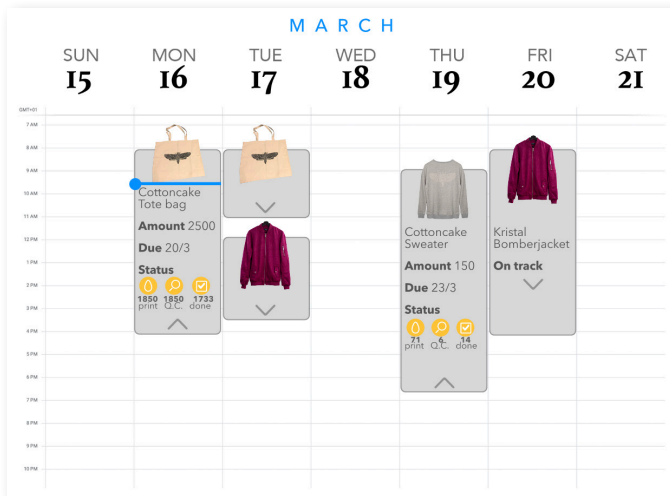 MARCH
SUN MON TUE WED THU FRI SAT
15 16 17 18 19 20 21
GMT+01
7 AM
8 AM
9 AM
10 AM
11 AM
12 PM
1 PM
2 PM
3 PM
4 PM
5 PM
6 PM
7 PM
8 PM
9 PM
10 PM
Cottoncake
Tote bag
Amount 2500
Due 20/3
Status
1850 1850 1733
print Q.C. done
Cottoncake
Sweater
Amount 150
Due 23/3
Status
71 6 14
print Q.C. done
Kristal
Bomberjacket
On track